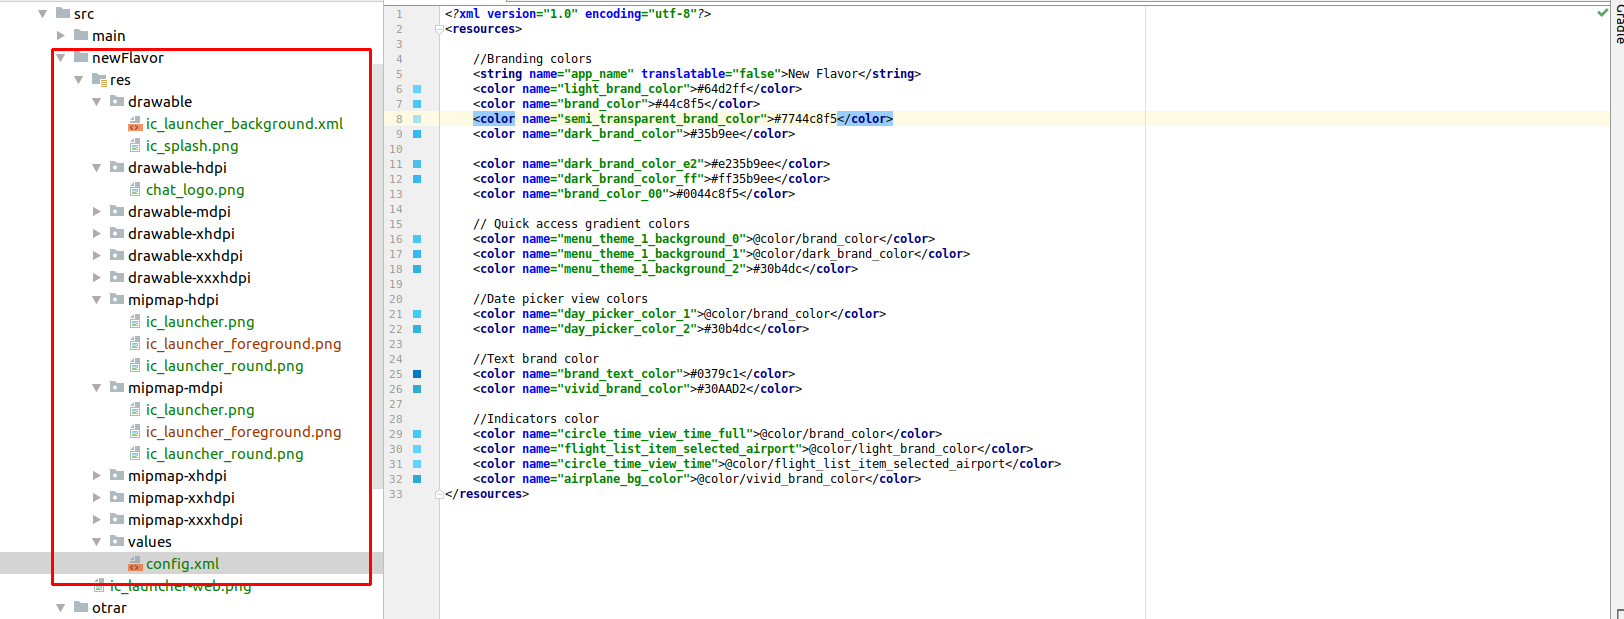 src
main
newFlavor
res
drawable
ic_launcher_background.xml
ic_splash.png
drawable-hdpi
chat_logo.png
drawable-mdpi
drawable-xhdpi
drawable-xxhdpi
drawable-xxxhdpi
mipmap-hdpi
ic_launcher.png
ic_launcher_foreground.png
ic_launcher_round.png
mipmap-mdpi
ic_launcher.png
ic_launcher_foreground.png
ic_launcher_round.png
mipmap-xhdpi
mipmap-xxhdpi
mipmap-xxxhdpi
values
config.xml
ic_launcher-web.png
otrar
1 <?xml version="1.0" encoding="utf-8"?>
2 <resources>
3
4 //Branding colors
5 <string name="app_name" translatable="false">New Flavor</string>
6 <color name="light_brand_color">#64d2ff</color>
7 <color name="brand_color">#44c8f5</color>
8 <color name="semi_transparent_brand_color">#7744c8f5</color>
9 <color name="dark_brand_color">#35b9ee</color>
10
11 <color name="dark_brand_color_e2">#e235b9ee</color>
12 <color name="dark_brand_color_ff">#ff35b9ee</color>
13 <color name="brand_color_00">#0044c8f5</color>
14
15 // Quick access gradient colors
16 <color name="menu_theme_1_background_0">@color/brand_color</color>
17 <color name="menu_theme_1_background_1">@color/dark_brand_color</color>
18 <color name="menu_theme_1_background_2">#30b4dc</color>
19
20 //Date picker view colors
21 <color name="day_picker_color_1">@color/brand_color</color>
22 <color name="day_picker_color_2">#30b4dc</color>
23
24 //Text brand color
25 <color name="brand_text_color">#0379c1</color>
26 <color name="vivid_brand_color">#30AAD2</color>
27
28 //Indicators color
29 <color name="circle_time_view_time_full">@color/brand_color</color>
30 <color name="flight_list_item_selected_airport">@color/light_brand_color</color>
31 <color name="circle_time_view_time">@color/flight_list_item_selected_airport</color>
32 <color name="airplane_bg_color">@color/vivid_brand_color</color>
33 </resources>
Gradle